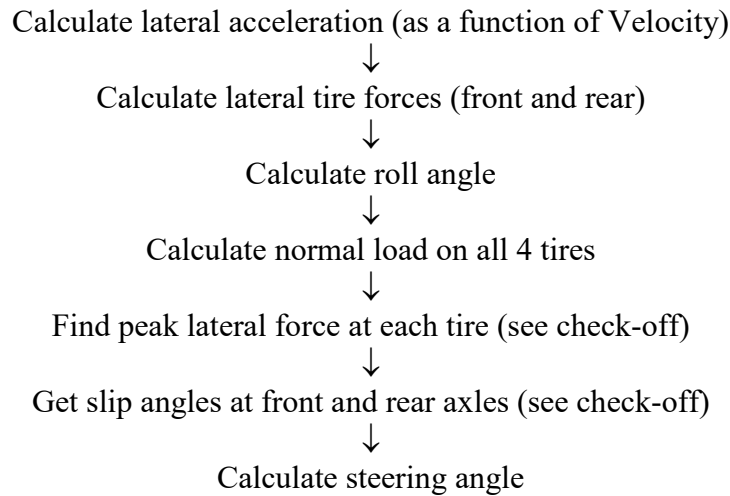 Calculate lateral acceleration (as a function of Velocity)
↓
Calculate lateral tire forces (front and rear)
↓
Calculate roll angle
↓
Calculate normal load on all 4 tires
↓
Find peak lateral force at each tire (see check-off)
↓
Get slip angles at front and rear axles (see check-off)
↓
Calculate steering angle